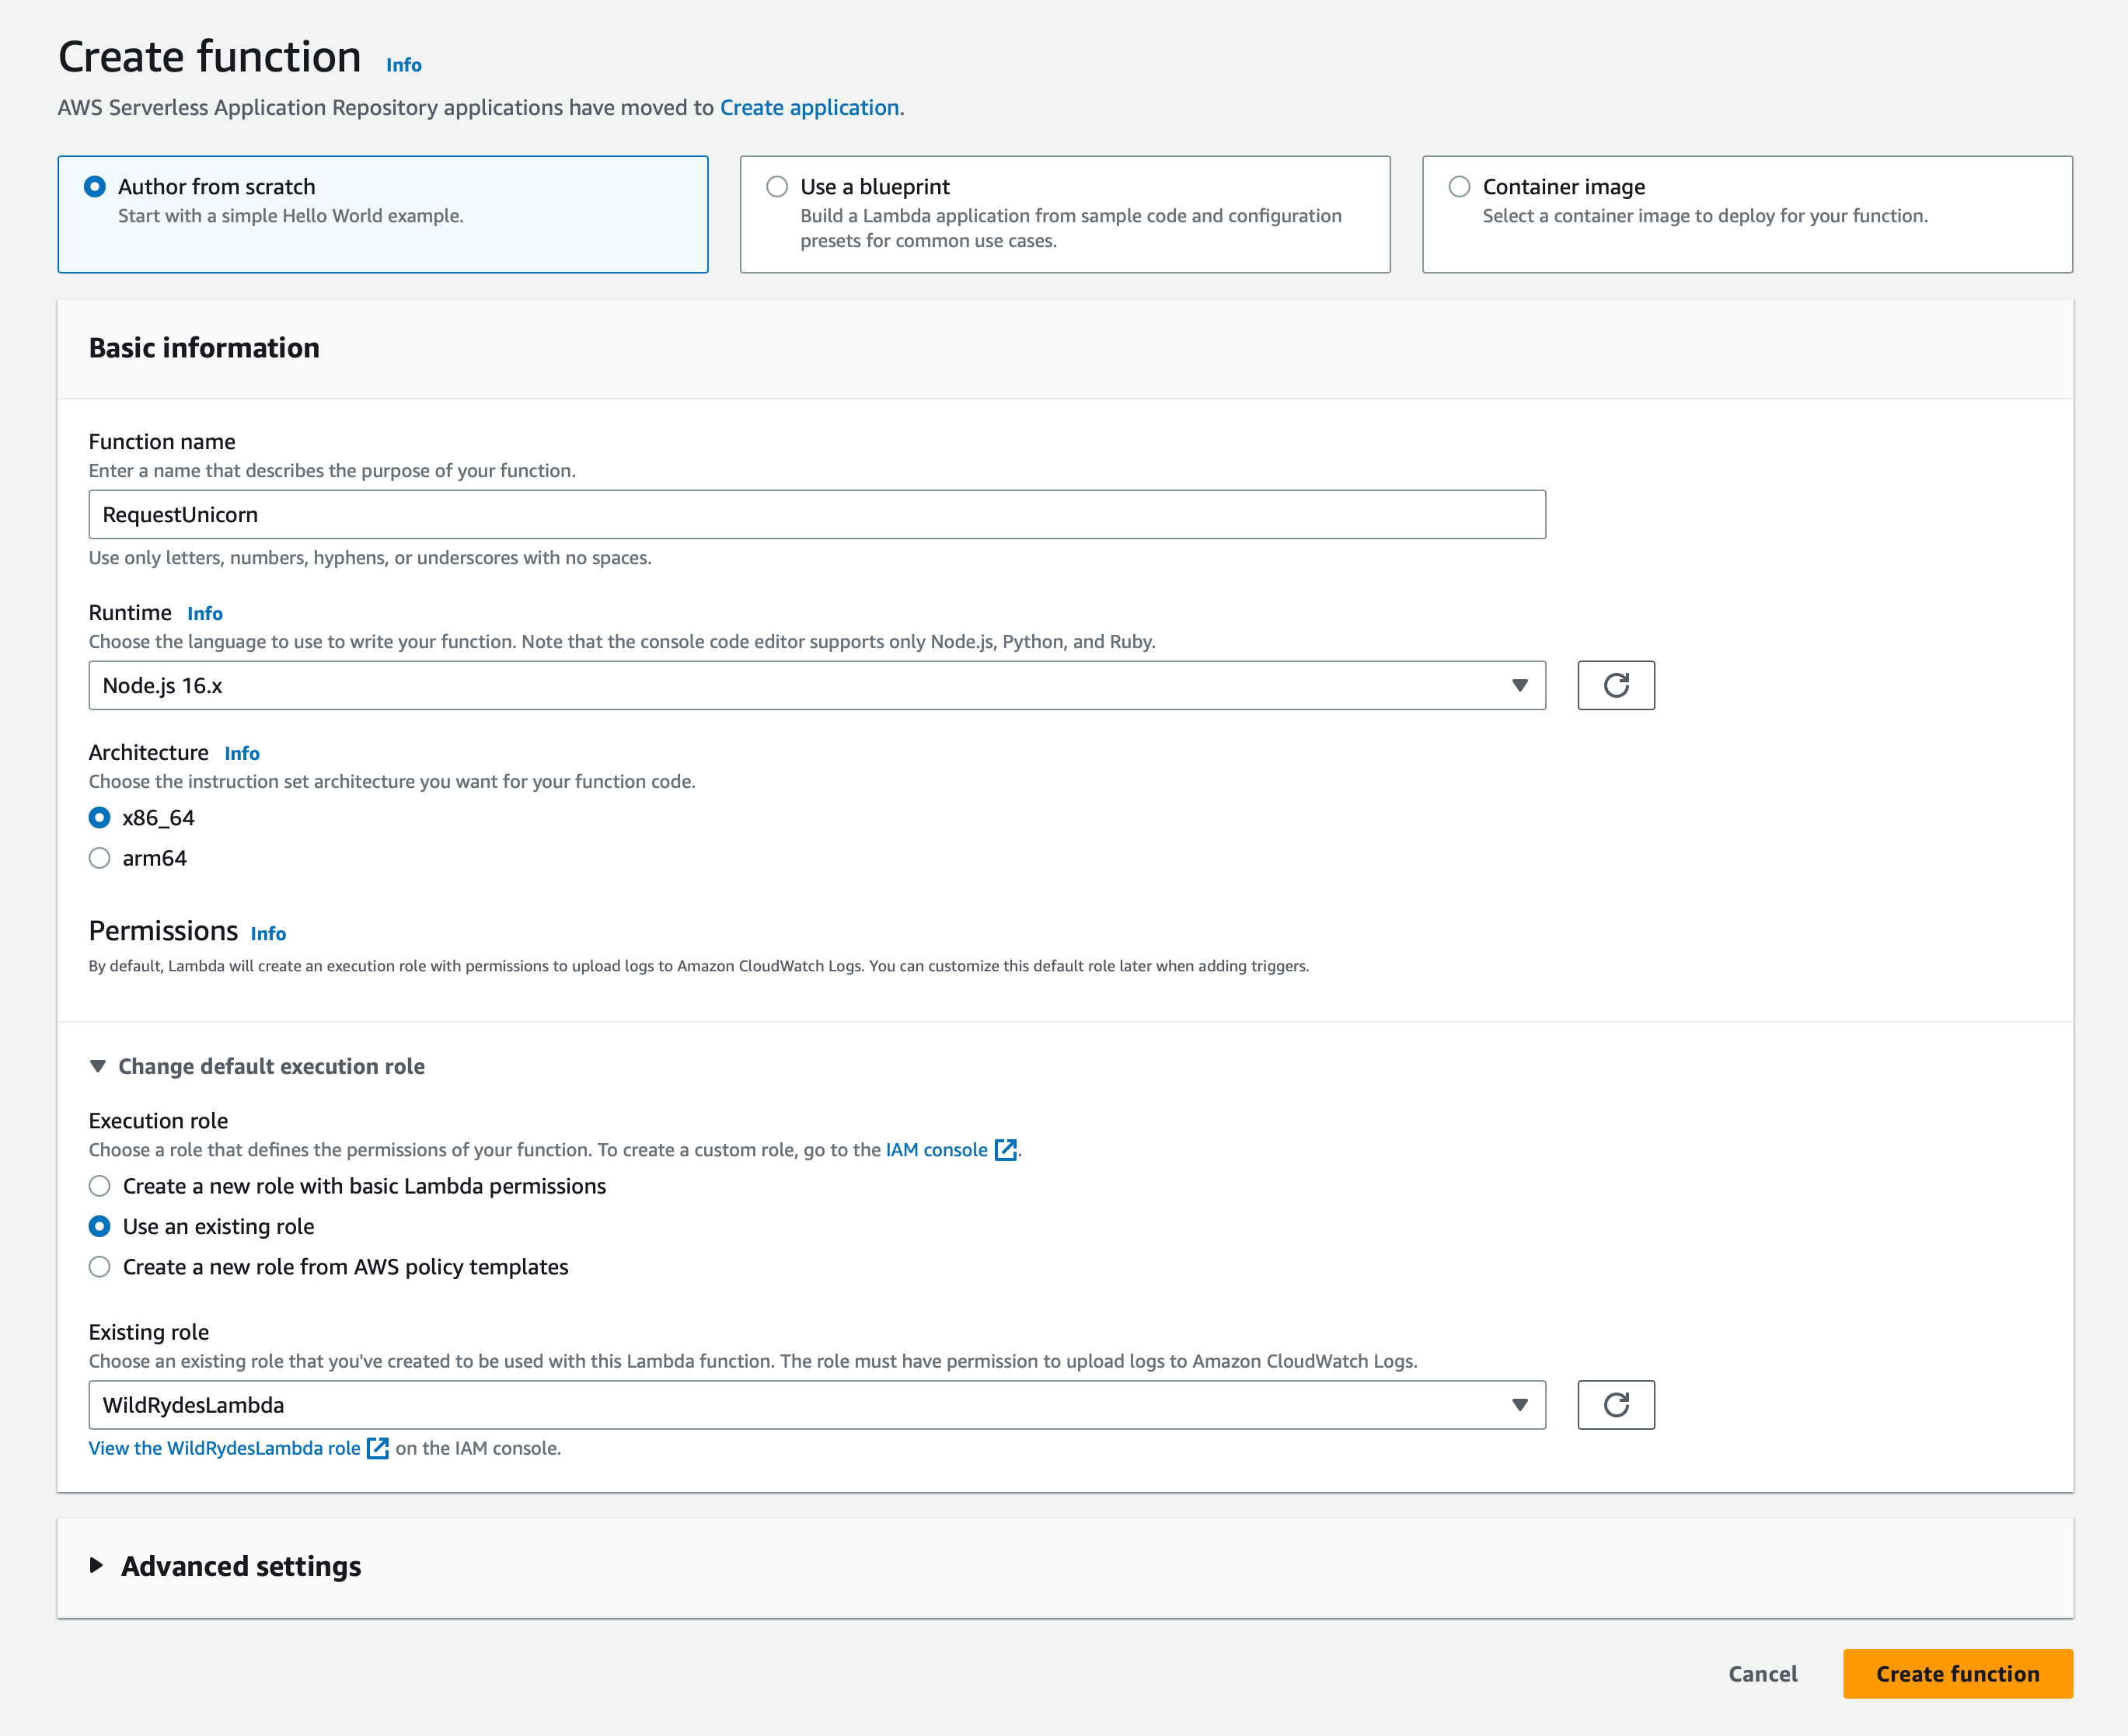 Create function Info
AWS Serverless Application Repository applications have moved to Create application.
Author from scratch
Start with a simple Hello World example.
Use a blueprint
Build a Lambda application from sample code and configuration
presets for common use cases.
Container image
Select a container image to deploy for your function.
Basic information
Function name
Enter a name that describes the purpose of your function.
RequestUnicorn
Use only letters, numbers, hyphens, or underscores with no spaces.
Runtime Info
Choose the language to use to write your function. Note that the console code editor supports only Node.js, Python, and Ruby.
Node.js 16.x
Architecture Info
Choose the instruction set architecture you want for your function code.
x86_64
arm64
Permissions Info
By default, Lambda will create an execution role with permissions to upload logs to Amazon CloudWatch Logs. You can customize this default role later when adding triggers.
Change default execution role
Execution role
Choose a role that defines the permissions of your function. To create a custom role, go to the IAM console.
Create a new role with basic Lambda permissions
Use an existing role
Create a new role from AWS policy templates
Existing role
Choose an existing role that you've created to be used with this Lambda function. The role must have permission to upload logs to Amazon CloudWatch Logs.
WildRydesLambda
View the WildRydesLambda role on the IAM console.
Advanced settings
Cancel
Create function